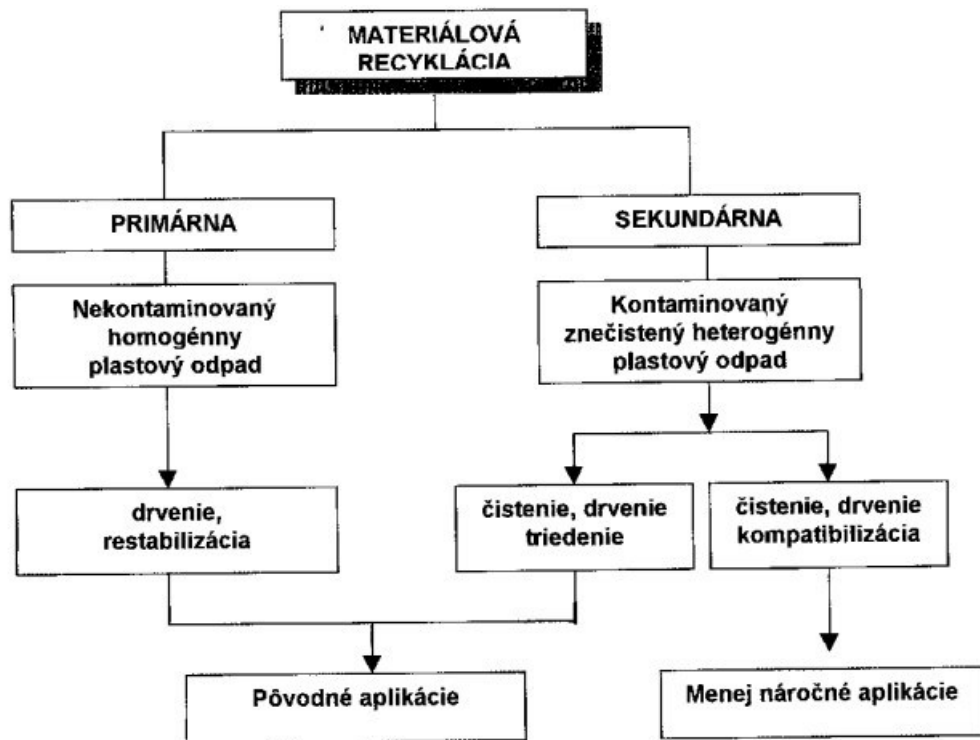 MATERIÁLOVÁ
RECYKLÁCIA
PRIMÁRNA
SEKUNDÁRNA
Nekontaminovaný
homogénny
plastový odpad
Kontaminovaný
znečistený heterogénny
plastový odpad
drvenie,
restabilizácia
čistenie, drvenie
triedenie
čistenie, drvenie
kompatibilizácia
Pôvodné aplikácie
Menej náročné aplikácie